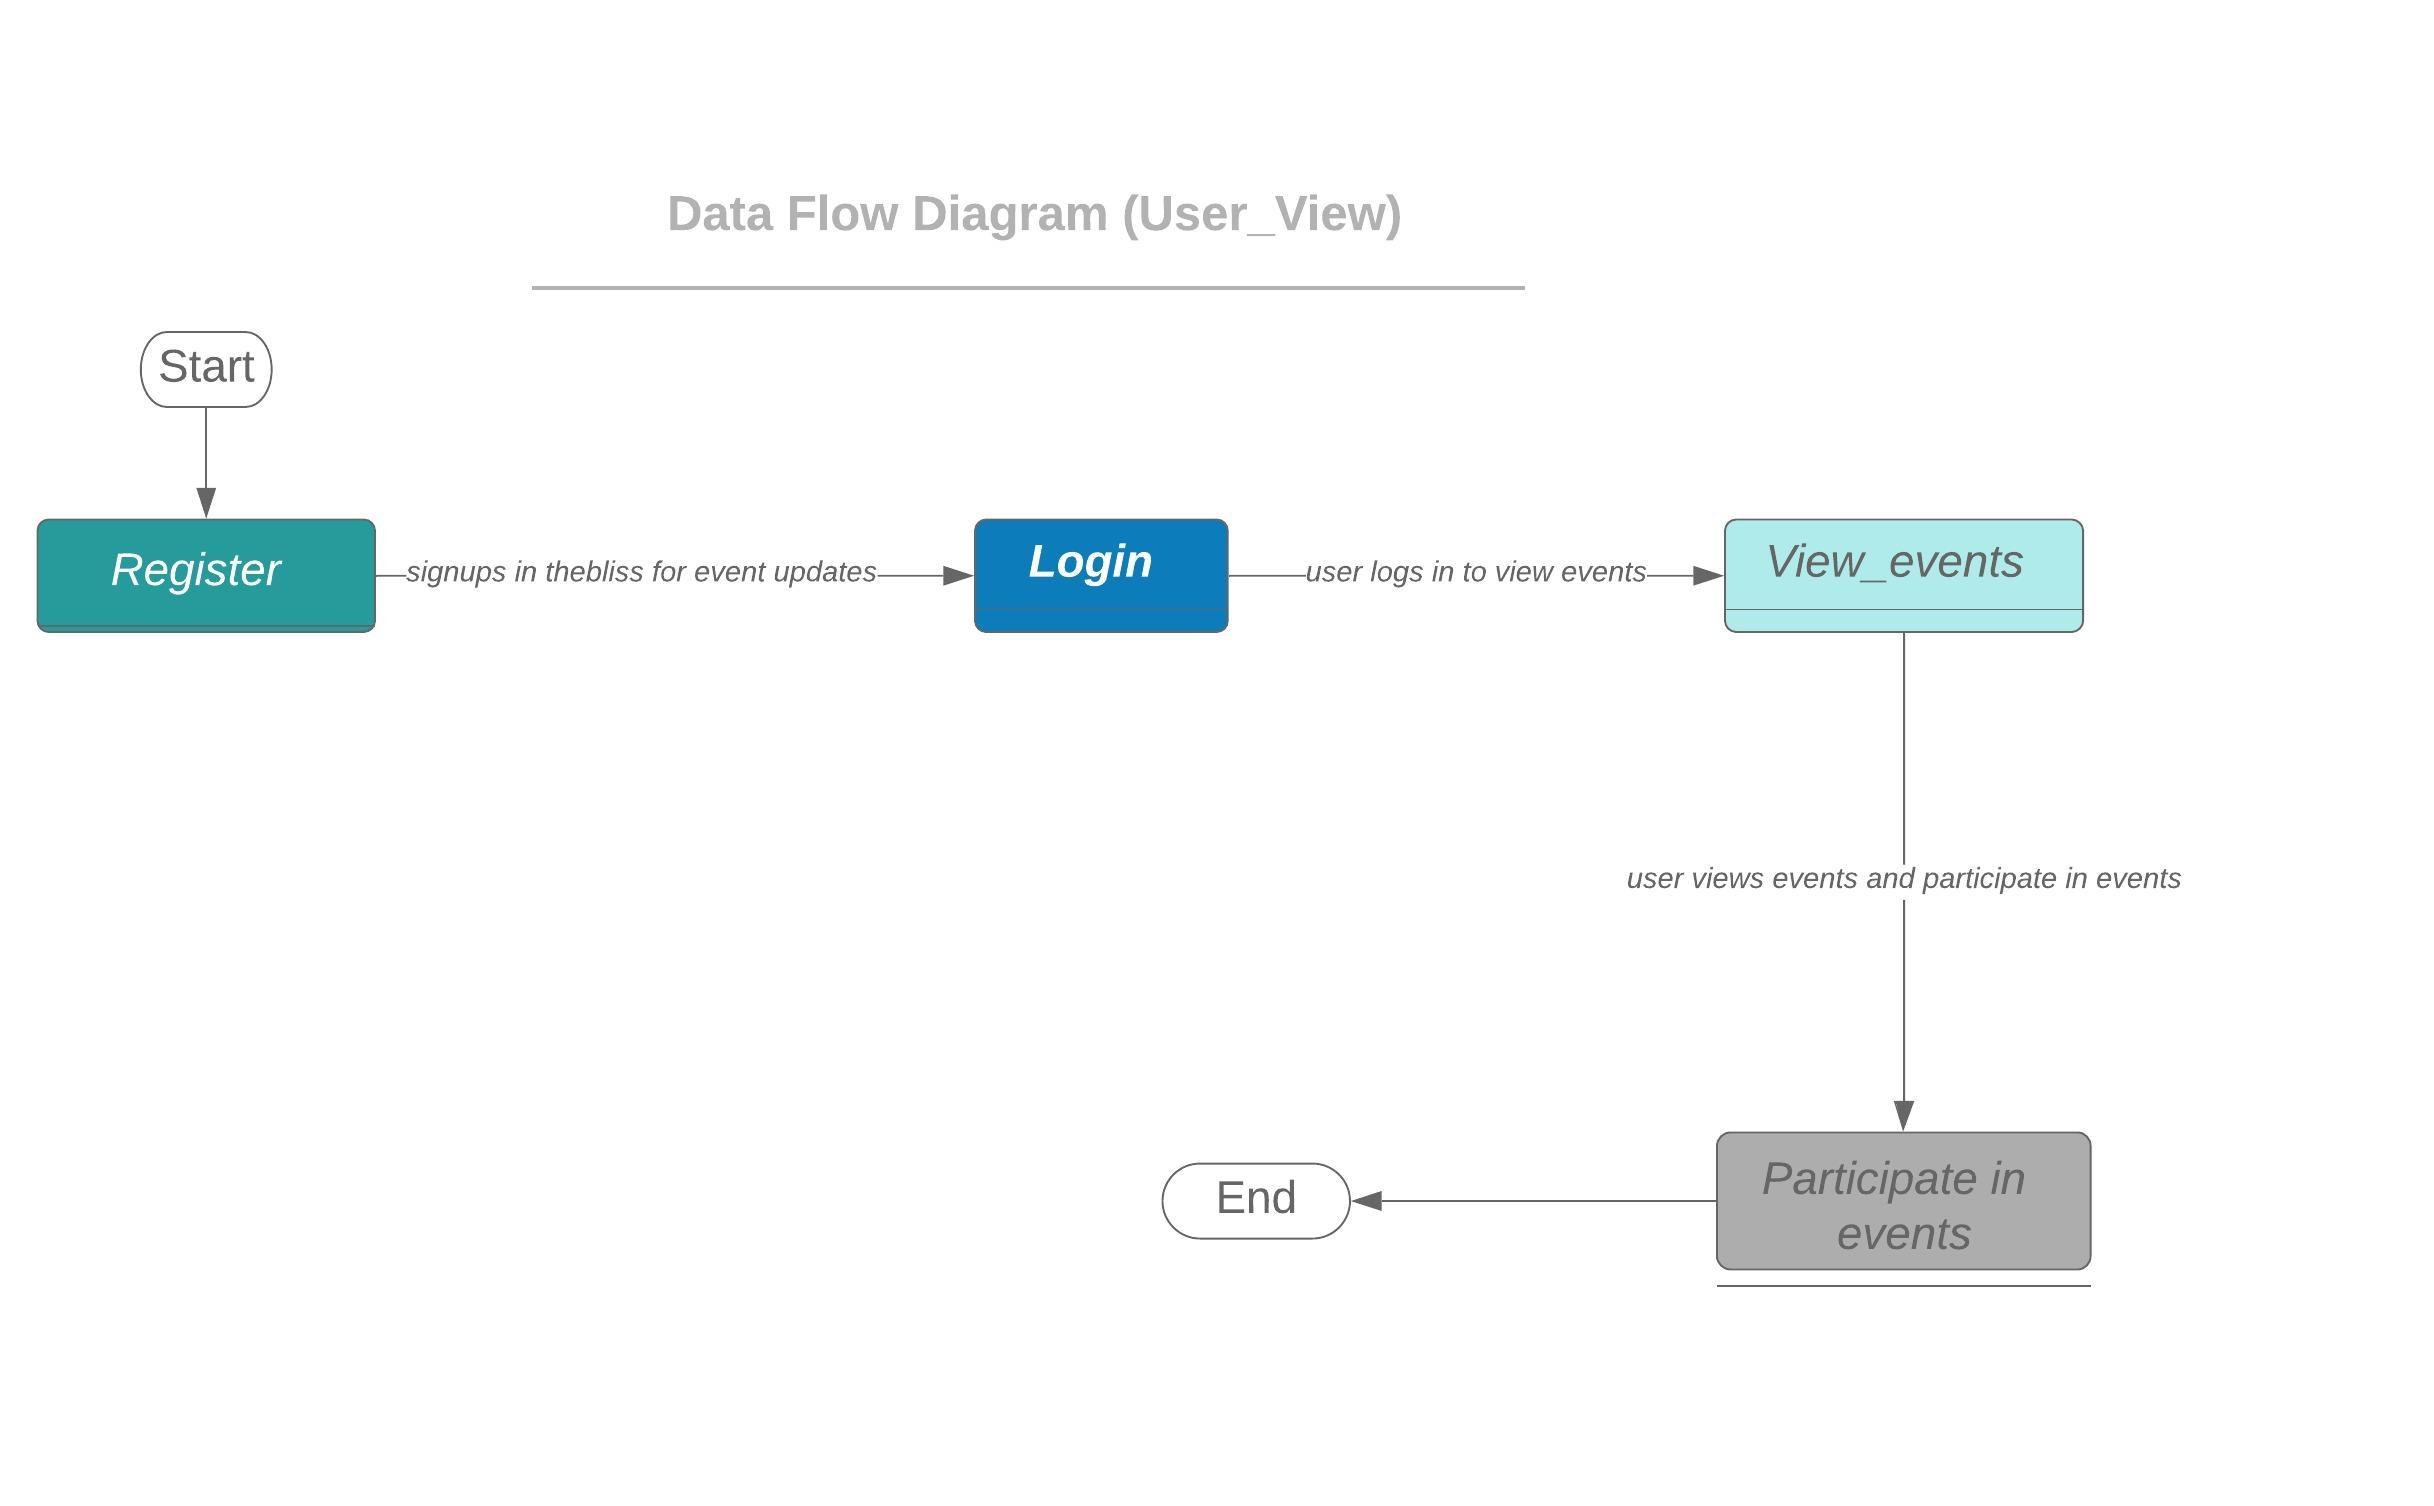 Data Flow Diagram (User_View)
Start
Register
signups in thebliss for event updates
Login
user logs in to view events
View_events
user views events and participate in events
Participate in
events
End